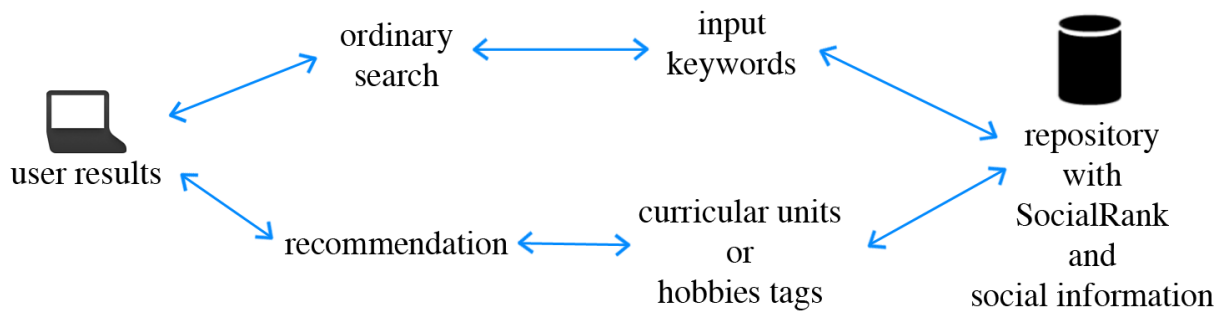 ordinary
search
input
keywords
user results
repository
with
SocialRank
and
social information
recommendation
curricular units
or
hobbies tags